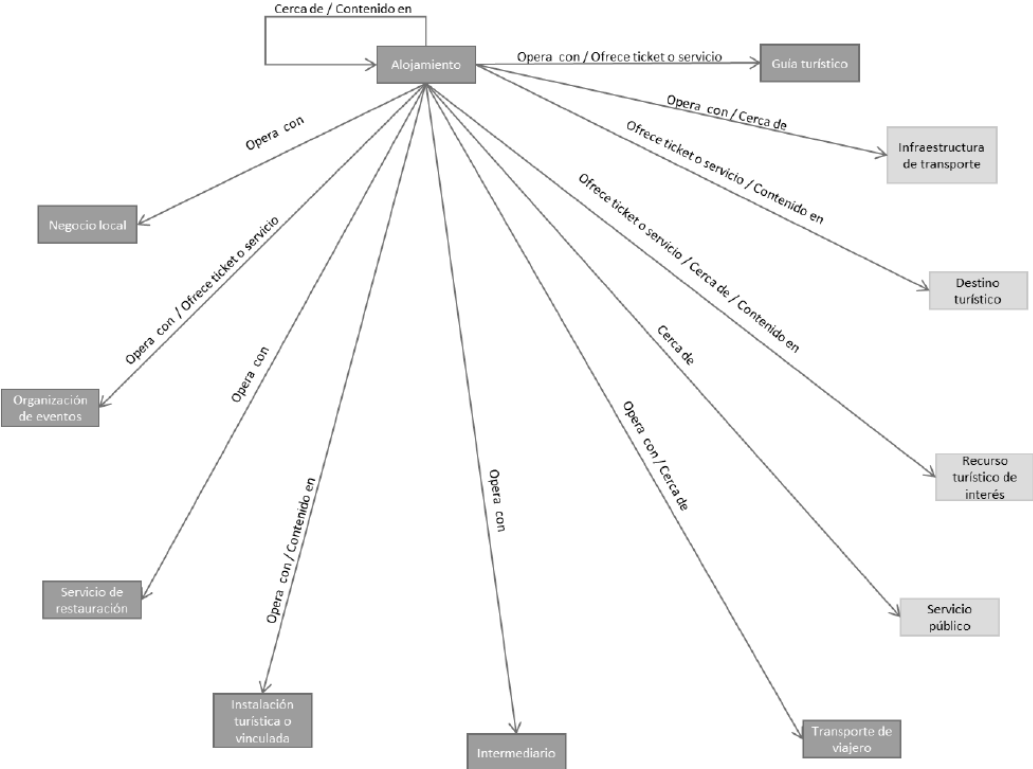 Cerca de / Contenido en
Alojamiento
Opera con / Ofrece ticket o servicio
Guía turístico
Opera con / Cerca de
Infraestructura
de transporte
Ofrece ticket o servicio / Contenido en
Destino
turístico
Ofrece ticket o servicio / Cerca de / Contenido en
Recurso
turístico de
interés
Cerca de
Servicio
público
Opera con / Cerca de
Transporte de
viajero
Opera con
Intermediario
Opera con / Contenido en
Instalación
turística o
vinculada
Opera con
Servicio de
restauración
Opera con / Ofrece ticket o servicio
Organización
de eventos
Opera con
Negocio local